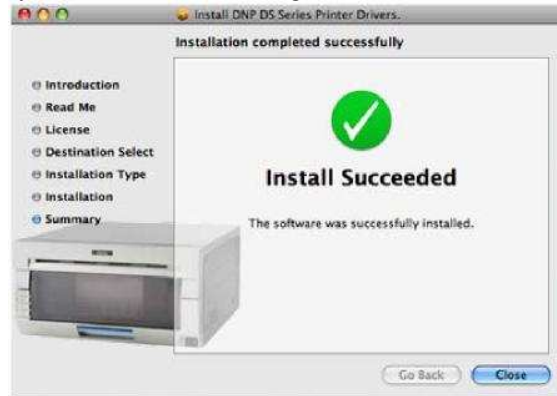 Install DNP DS Series Printer Drivers.
Installation completed successfully
Introduction
Read Me
License
Destination Select
Installation Type
Installation
Summary
Install Succeeded
The software was successfully installed.
Go Back
Close